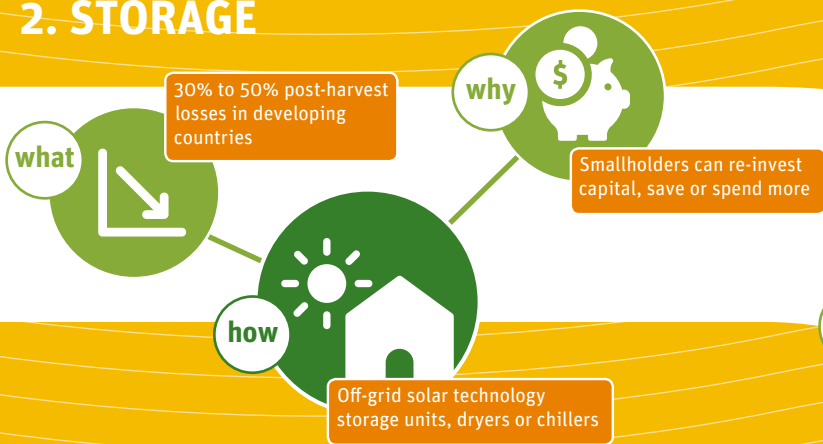 2. STORAGE
what
30% to 50% post-harvest
losses in developing
countries
why
$
Smallholders can re-invest
capital, save or spend more
how
Off-grid solar technology
storage units, dryers or chillers